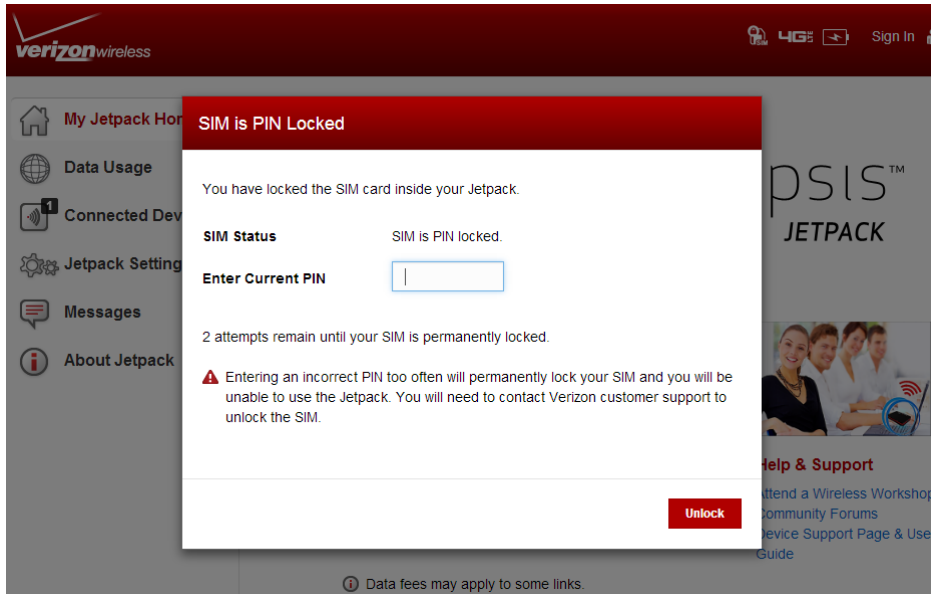 verizonwireless
SIM 4G LTE Sign In
My Jetpack Hor
Data Usage
1
Connected Dev
Jetpack Setting
Messages
About Jetpack
SIM is PIN Locked
You have locked the SIM card inside your Jetpack.
SIM Status SIM is PIN locked.
Enter Current PIN
2 attempts remain until your SIM is permanently locked.
Entering an incorrect PIN too often will permanently lock your SIM and you will be
unable to use the Jetpack. You will need to contact Verizon customer support to
unlock the SIM.
Unlock
psis™
JETPACK
Help & Support
Attend a Wireless Workshop
Community Forums
Device Support Page & Use
Guide
Data fees may apply to some links.